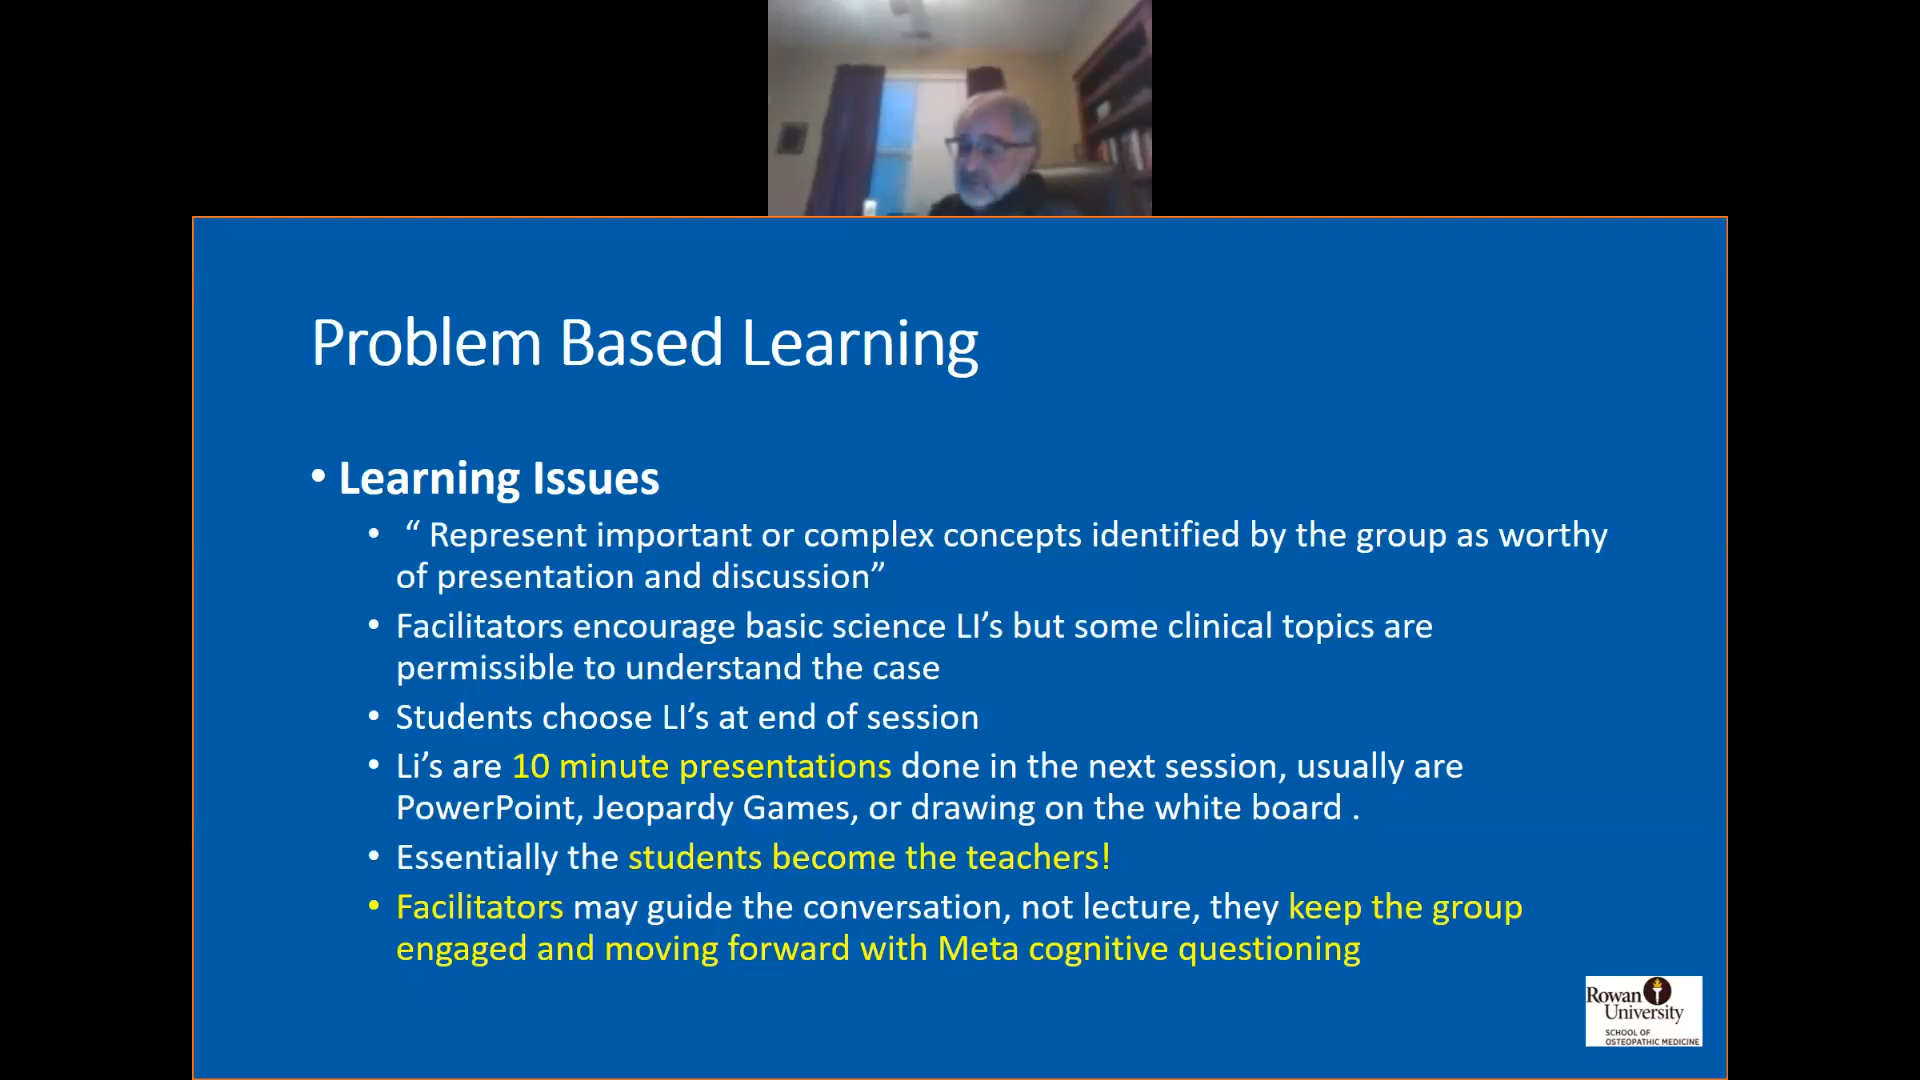 Problem Based Learning
• Learning Issues
• “ Represent important or complex concepts identified by the group as worthy
of presentation and discussion”
• Facilitators encourage basic science LI’s but some clinical topics are
permissible to understand the case
• Students choose LI’s at end of session
• Li’s are 10 minute presentations done in the next session, usually are
PowerPoint, Jeopardy Games, or drawing on the white board .
• Essentially the students become the teachers!
• Facilitators may guide the conversation, not lecture, they keep the group
engaged and moving forward with Meta cognitive questioning
Rowan
University
SCHOOL OF
OSTEOPATHIC MEDICINE